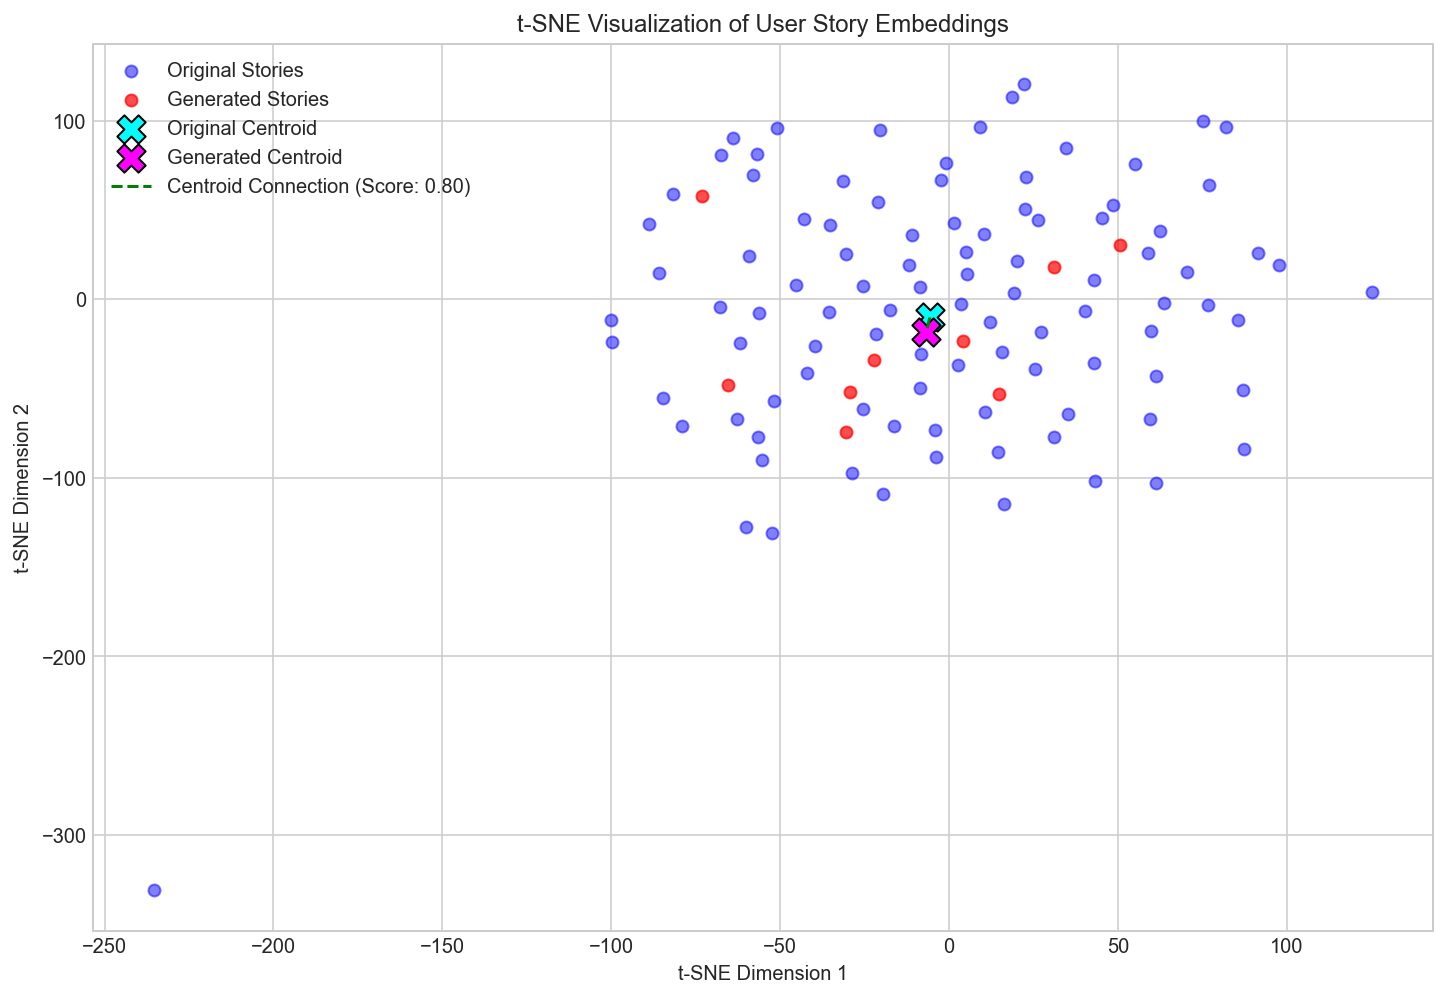 t-SNE Visualization of User Story Embeddings
Original Stories
Generated Stories
Original Centroid
Generated Centroid
Centroid Connection (Score: 0.80)
t-SNE Dimension 2
100
0
−100
−200
−300
−250
−200
−150
−100
−50
0
50
100
t-SNE Dimension 1